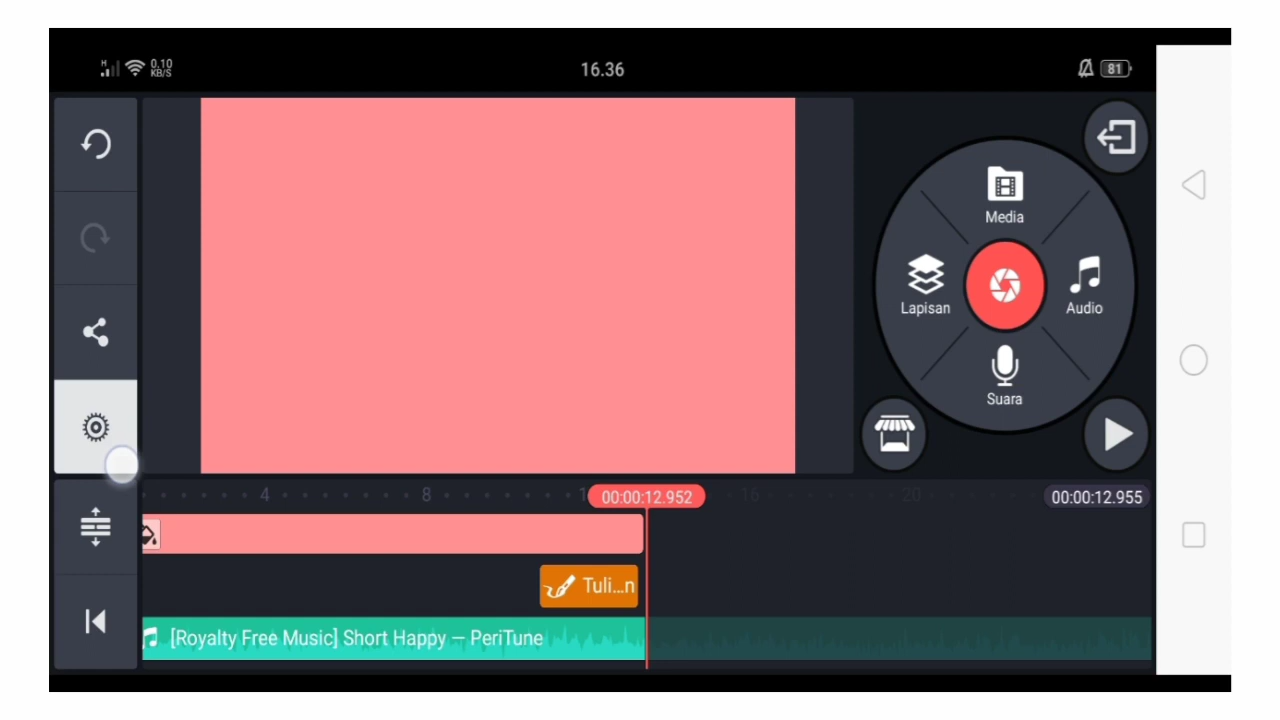 H 0.10 KB/S 16.36 81
Media
Lapisan
Audio
Suara
4 8 1 00:00:12.952 16 20 00:00:12.955
Tuli...n
[Royalty Free Music] Short Happy — PeriTune